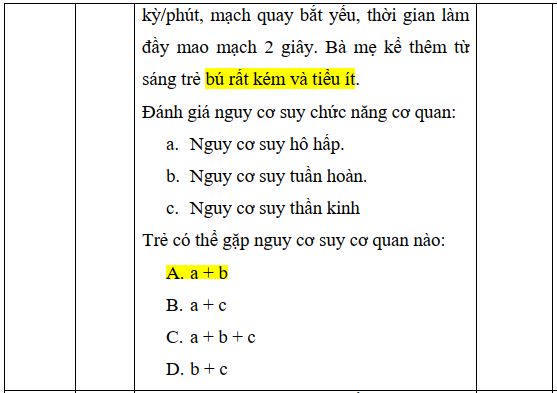 kỳ/phút, mạch quay bắt yếu, thời gian làm
đầy mao mạch 2 giây. Bà mẹ kể thêm từ
sáng trẻ bú rất kém và tiểu ít.
Đánh giá nguy cơ suy chức năng cơ quan:
a. Nguy cơ suy hô hấp.
b. Nguy cơ suy tuần hoàn.
c. Nguy cơ suy thần kinh
Trẻ có thể gặp nguy cơ suy cơ quan nào:
A. a + b
B. a + c
C. a + b + c
D. b + c